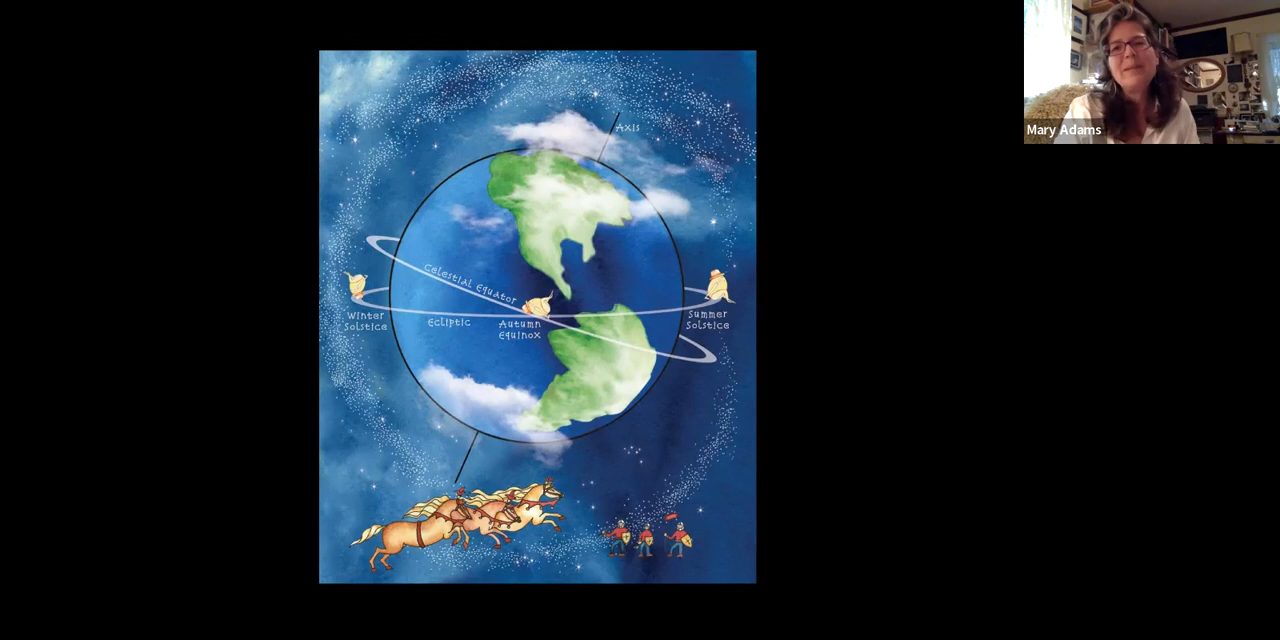 Mary Adams
Axis
Celestial Equator
Winter
Solstice
Ecliptic
Autumn
Equinox
Summer
Solstice